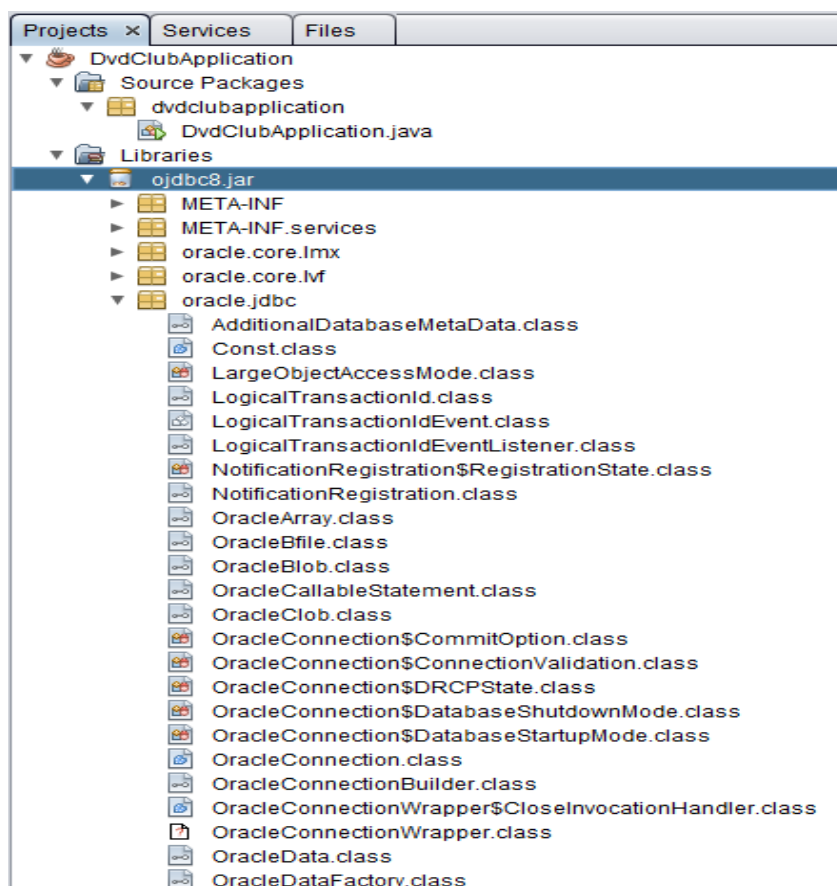 Projects × Services Files
DvdClubApplication
Source Packages
dvdclubapplication
DvdClubApplication.java
Libraries
ojdbc8.jar
META-INF
META-INF.services
oracle.core.lmx
oracle.core.lvf
oracle.jdbc
AdditionalDatabaseMetaData.class
Const.class
LargeObjectAccessMode.class
LogicalTransactionId.class
LogicalTransactionIdEvent.class
LogicalTransactionIdEventListener.class
NotificationRegistration$RegistrationState.class
NotificationRegistration.class
OracleArray.class
OracleBfile.class
OracleBlob.class
OracleCallableStatement.class
OracleClob.class
OracleConnection$CommitOption.class
OracleConnection$ConnectionValidation.class
OracleConnection$DRCPState.class
OracleConnection$DatabaseShutdownMode.class
OracleConnection$DatabaseStartupMode.class
OracleConnection.class
OracleConnectionBuilder.class
OracleConnectionWrapper$CloseInvocationHandler.class
OracleConnectionWrapper.class
OracleData.class
OracleDataFactory.class